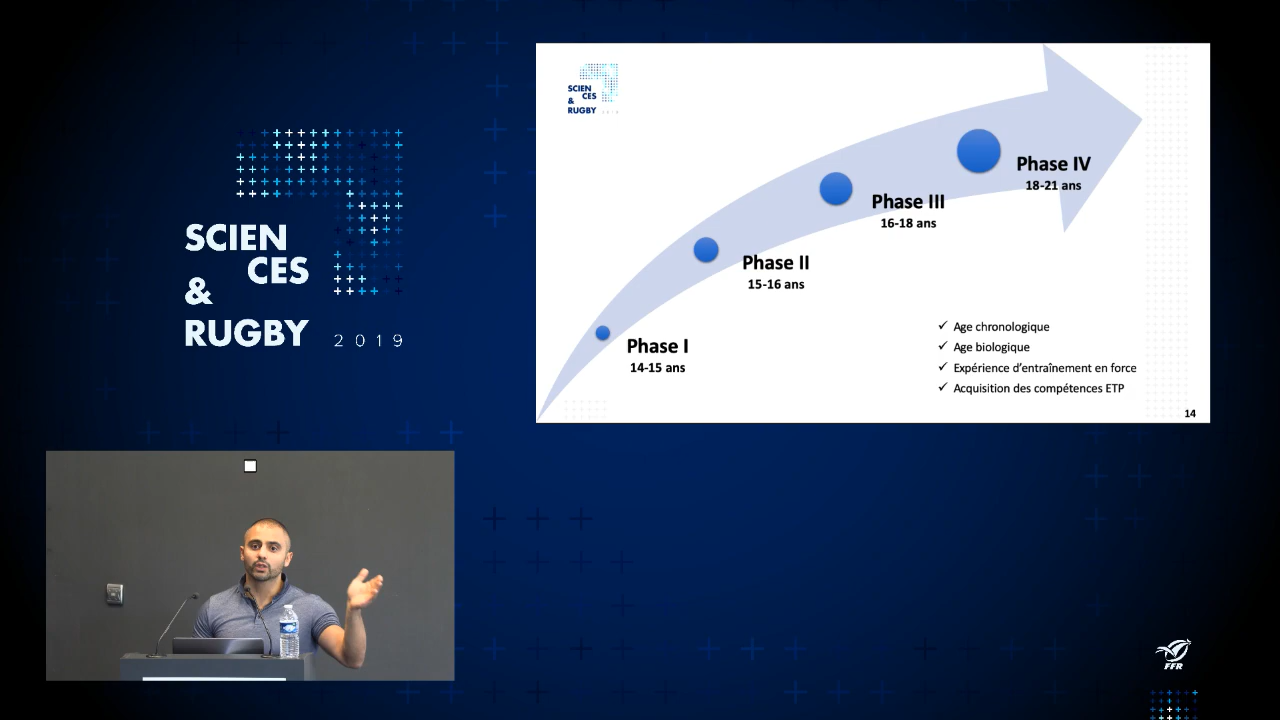 SCIEN
CES
&
RUGBY 2019
SCIEN
CES
&
RUGBY 2019
Phase IV
18-21 ans
Phase III
16-18 ans
Phase II
15-16 ans
Phase I
14-15 ans
✓ Age chronologique
✓ Age biologique
✓ Expérience d'entraînement en force
✓ Acquisition des compétences ETP
14
FFR